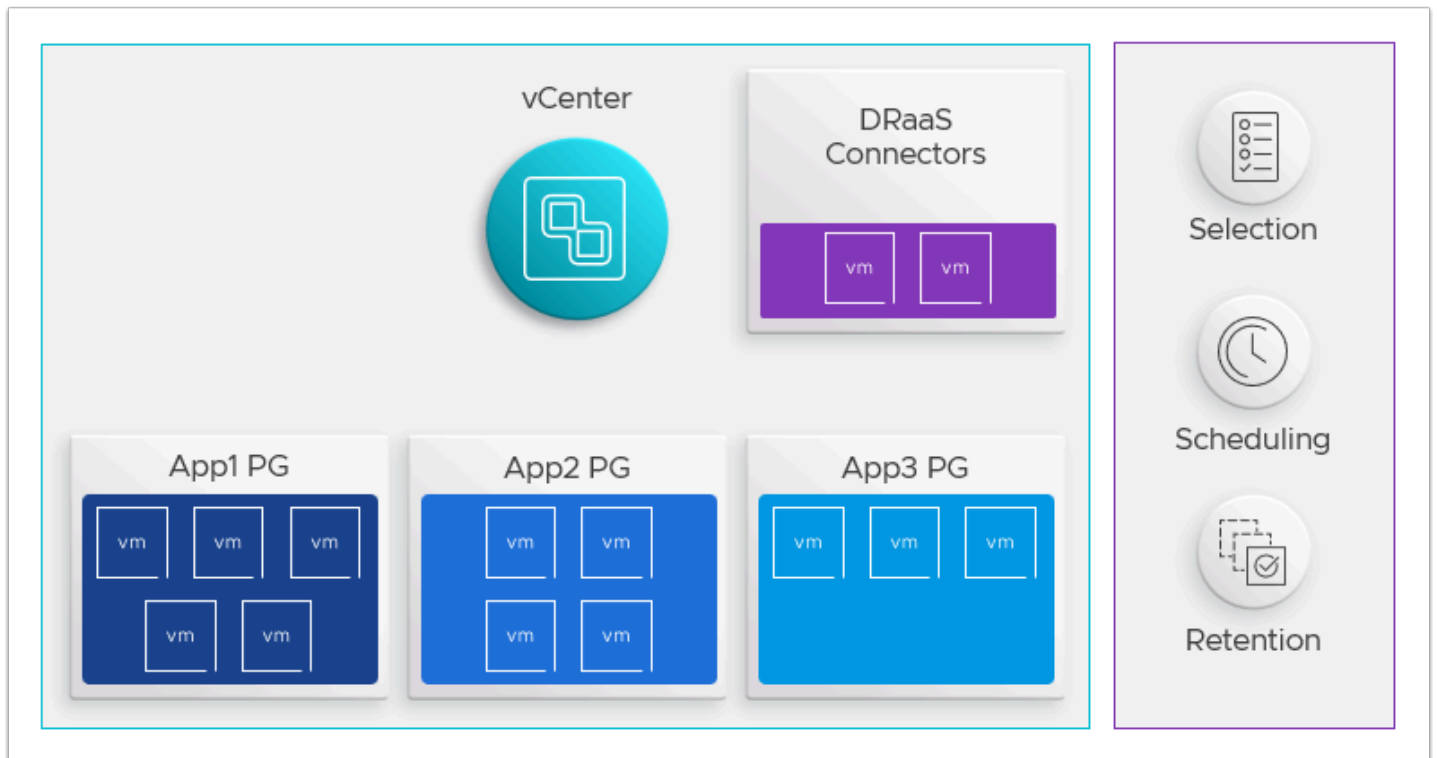 vCenter
DRaaS
Connectors
vm vm
App1 PG
vm vm vm
vm vm
App2 PG
vm vm
vm vm
App3 PG
vm vm vm
Selection
Scheduling
Retention